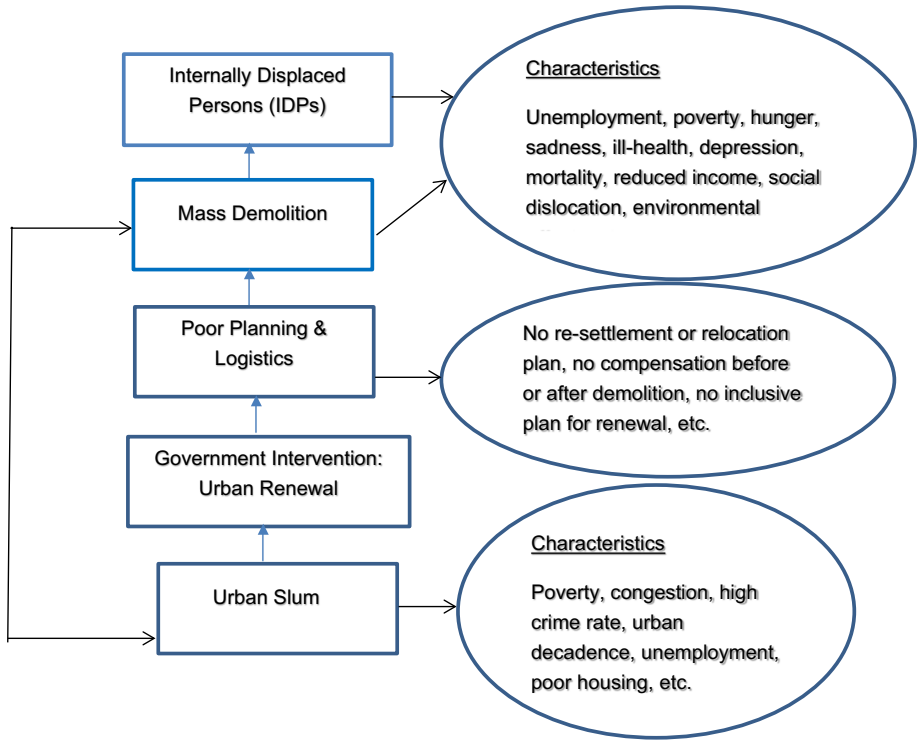 Internally Displaced
Persons (IDPs)
Characteristics
Unemployment, poverty, hunger,
sadness, ill-health, depression,
mortality, reduced income, social
dislocation, environmental
Mass Demolition
Poor Planning &
Logistics
No re-settlement or relocation
plan, no compensation before
or after demolition, no inclusive
plan for renewal, etc.
Government Intervention:
Urban Renewal
Characteristics
Poverty, congestion, high
crime rate, urban
decadence, unemployment,
poor housing, etc.
Urban Slum